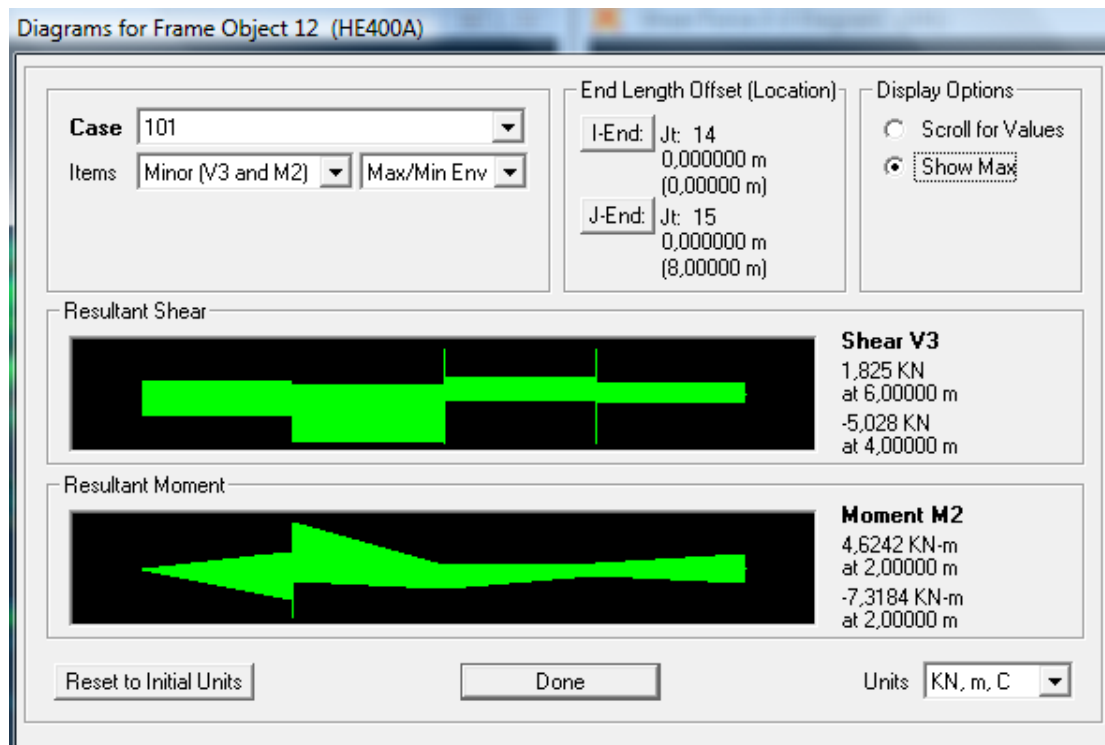 Diagrams for Frame Object 12 (HE400A)
Case 101
Items Minor (V3 and M2) Max/Min Env
End Length Offset (Location)
I-End: Jt: 14
0,000000 m
(0,00000 m)
J-End: Jt: 15
0,000000 m
(8,00000 m)
Display Options
Scroll for Values
Show Max
Resultant Shear
Shear V3
1,825 KN
at 6,00000 m
-5,028 KN
at 4,00000 m
Resultant Moment
Moment M2
4,6242 KN-m
at 2,00000 m
-7,3184 KN-m
at 2,00000 m
Reset to Initial Units
Done
Units KN, m, C